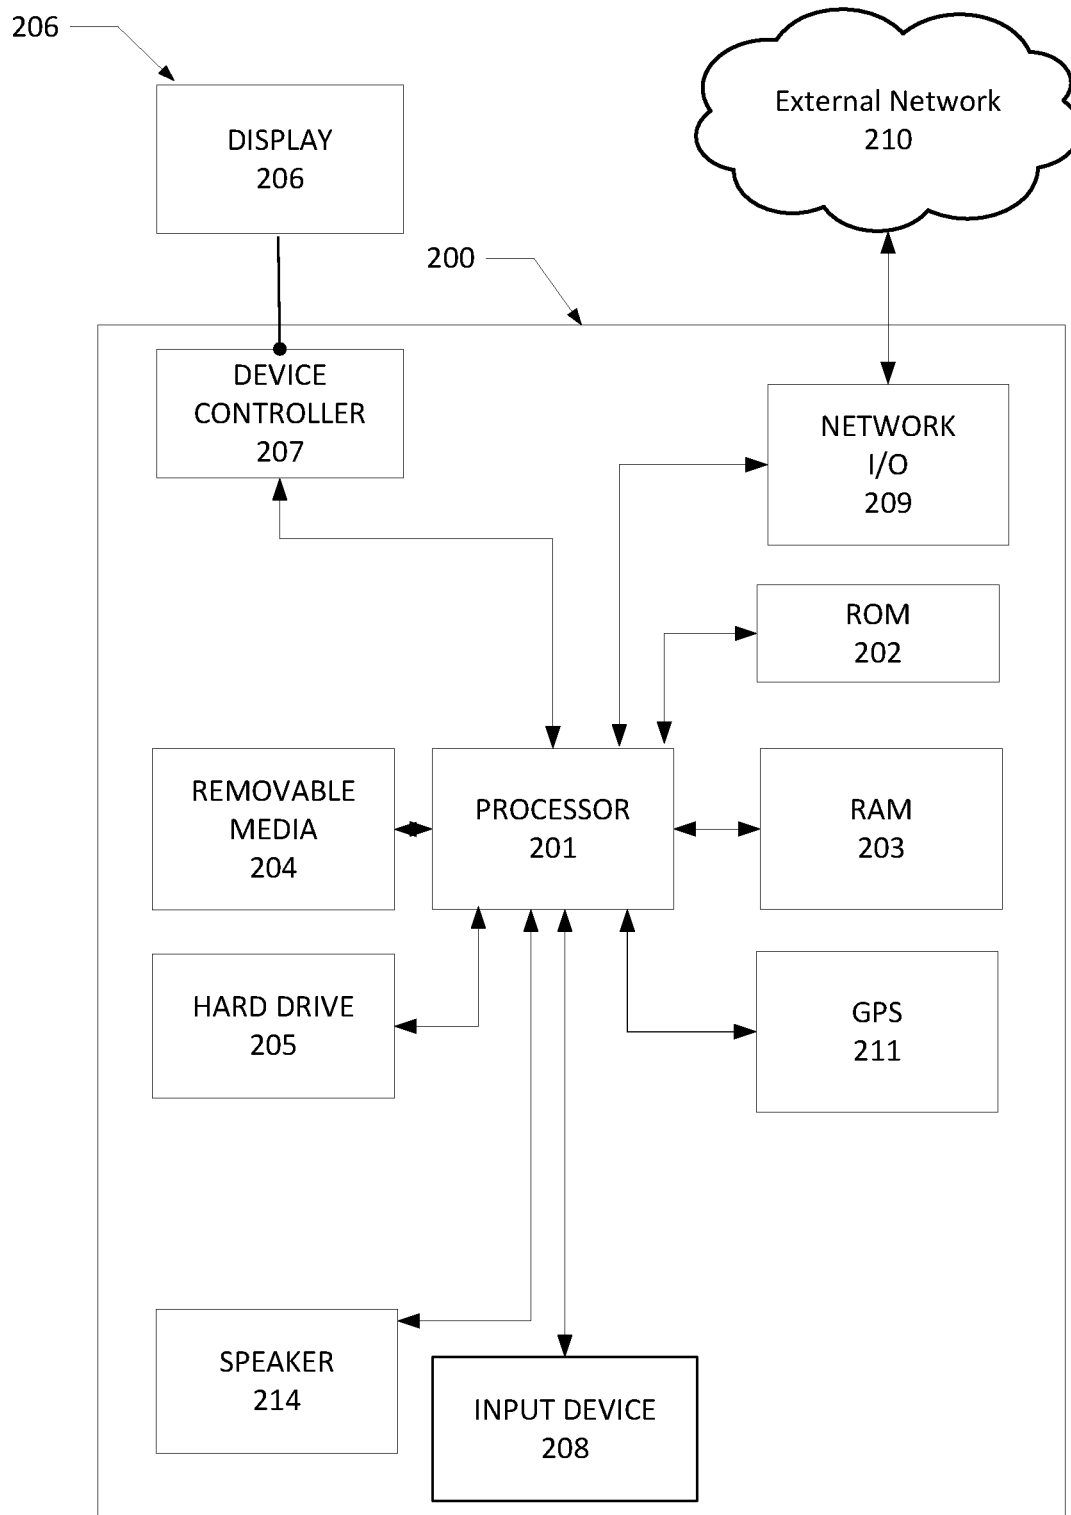 206
DISPLAY
206
External Network
210
200
DEVICE
CONTROLLER
207
NETWORK
I/O
209
ROM
202
REMOVABLE
MEDIA
204
PROCESSOR
201
RAM
203
HARD DRIVE
205
GPS
211
SPEAKER
214
INPUT DEVICE
208